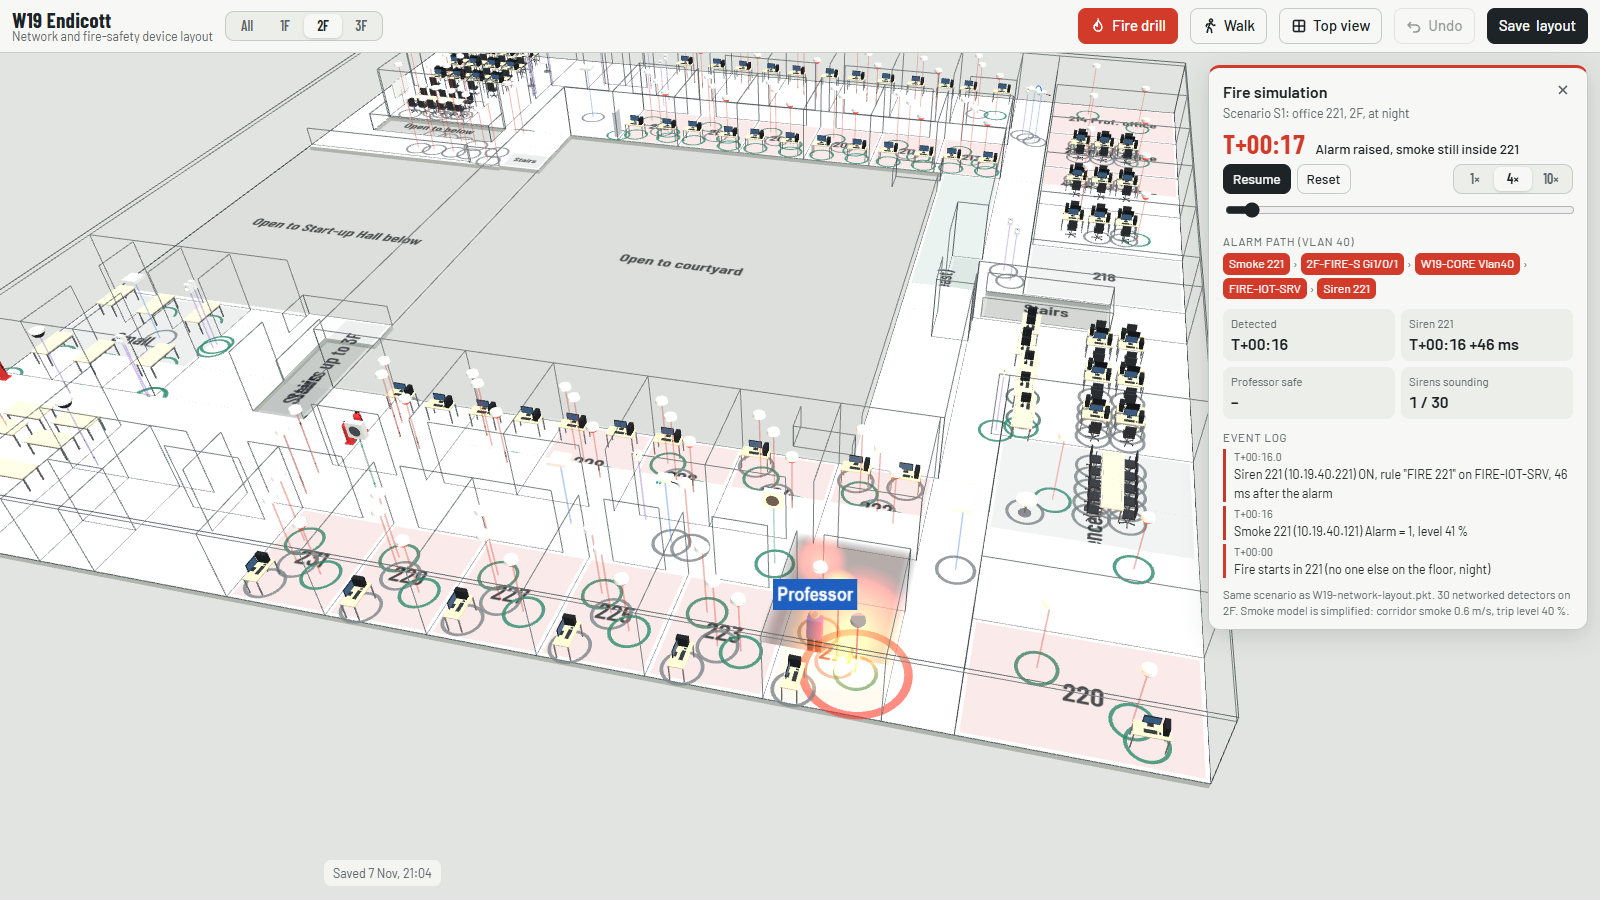 W19 Endicott
Network and fire-safety device layout
All
1F
2F
3F
Fire drill
Walk
Top view
Undo
Save layout
Fire simulation
Scenario S1: office 221, 2F, at night
T+00:17 Alarm raised, smoke still inside 221
Resume
Reset
1×
4×
10×
ALARM PATH (VLAN 40)
Smoke 221 › 2F-FIRE-S Gi1/0/1 › W19-CORE Vlan40 ›
FIRE-IOT-SRV › Siren 221
Detected
T+00:16
Siren 221
T+00:16 +46 ms
Professor safe
–
Sirens sounding
1 / 30
EVENT LOG
T+00:16.0
Siren 221 (10.19.40.221) ON, rule "FIRE 221" on FIRE-IOT-SRV, 46
ms after the alarm
T+00:16
Smoke 221 (10.19.40.121) Alarm = 1, level 41 %
T+00:00
Fire starts in 221 (no one else on the floor, night)
Same scenario as W19-network-layout.pkt. 30 networked detectors on
2F. Smoke model is simplified: corridor smoke 0.6 m/s, trip level 40 %.
Open to below
Stairs
Open to Start-up Hall below
Open to courtyard
218
Stairs
up to 3F
227
225
223
Professor
220
Saved 7 Nov, 21:04